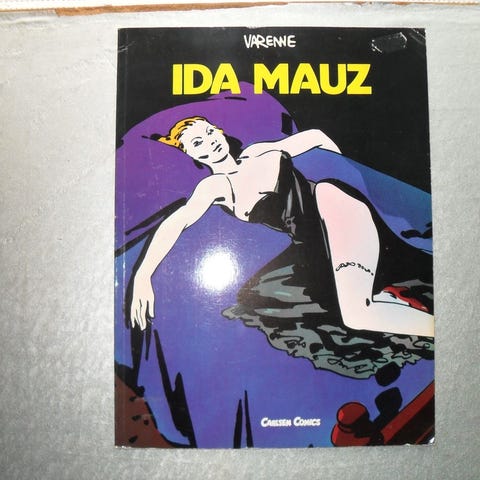 VARENNE
IDA MAUZ
CARLSEN COMICS